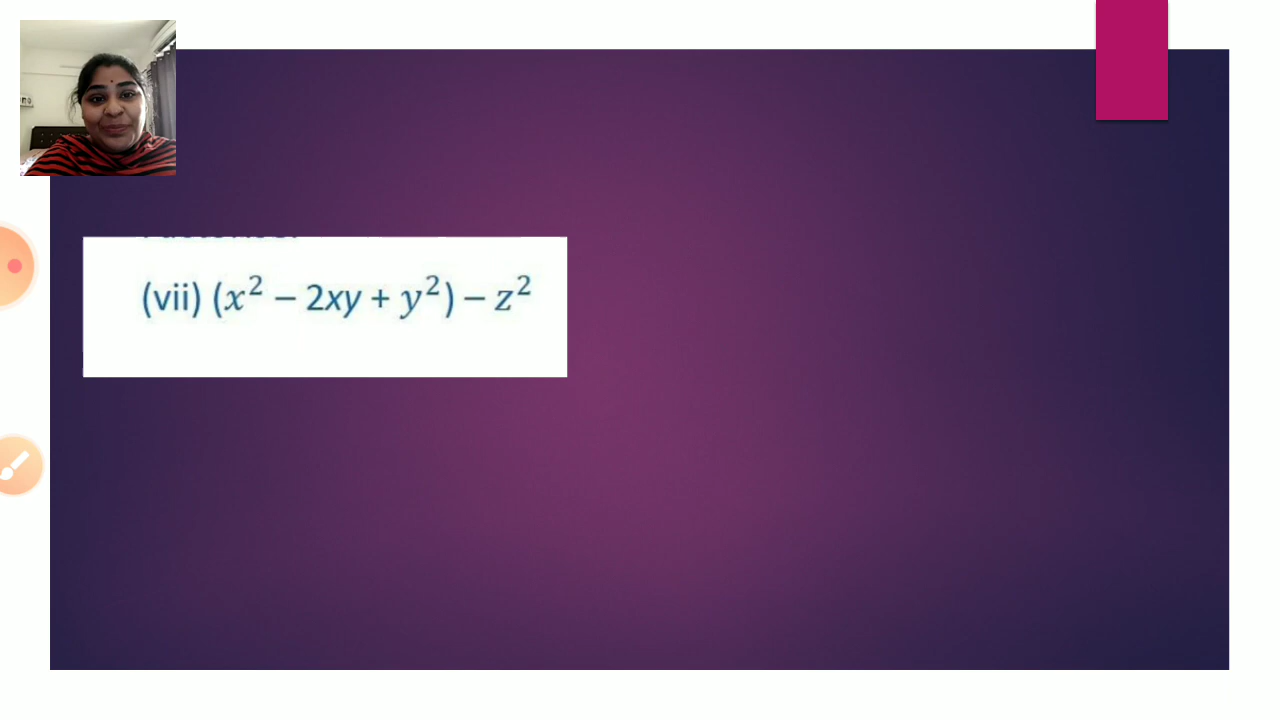 (vii) (x² − 2xy + y²) − z²